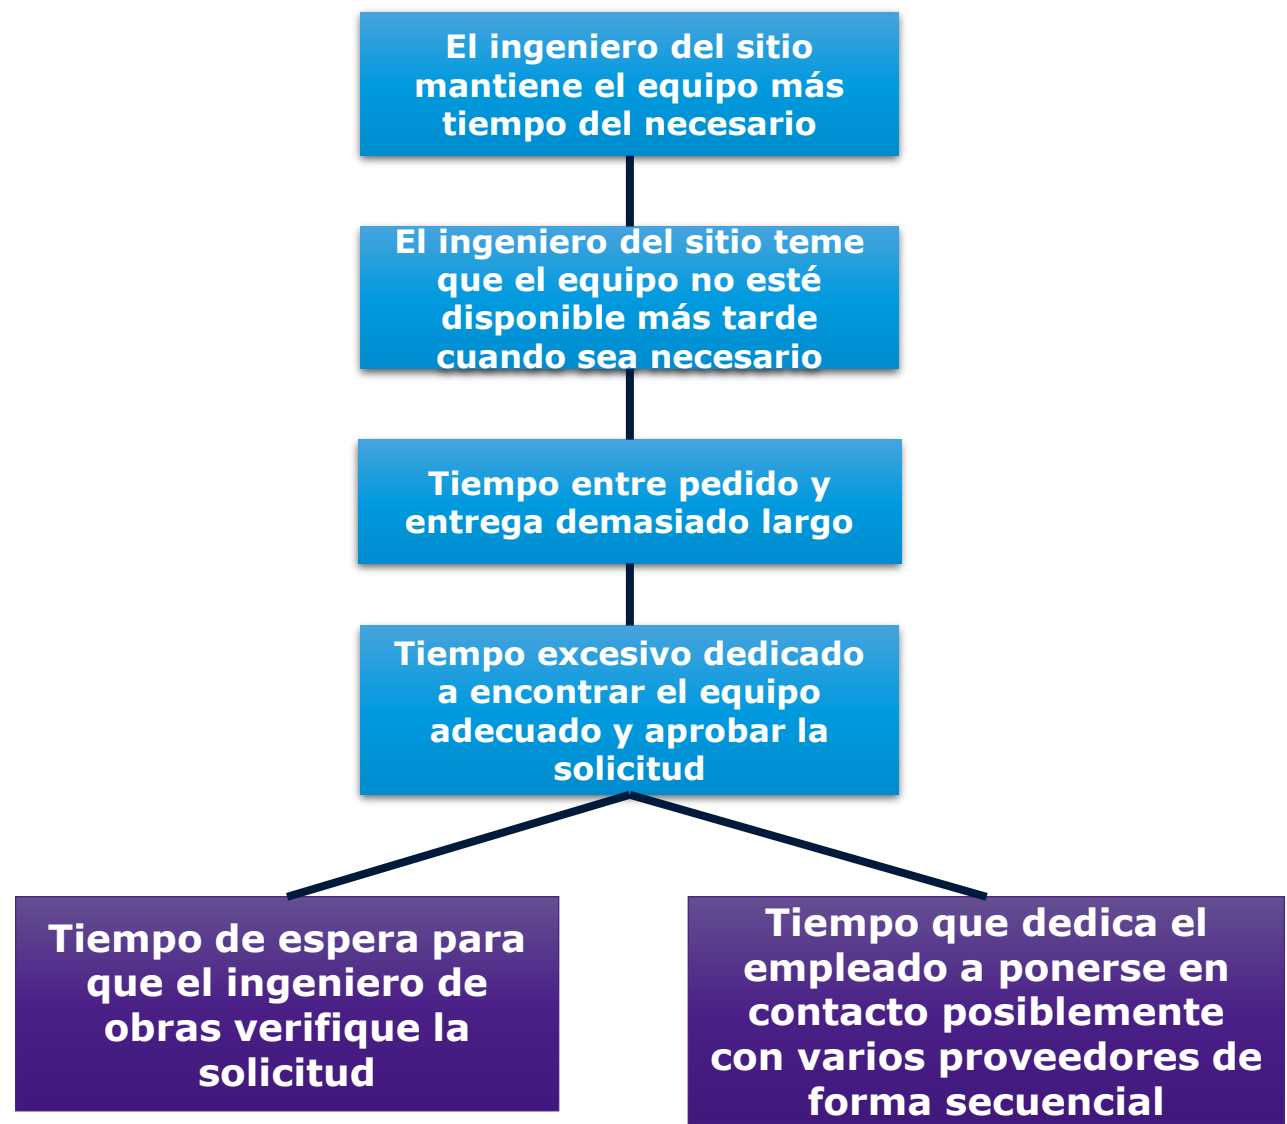 El ingeniero del sitio
mantiene el equipo más
tiempo del necesario
El ingeniero del sitio teme
que el equipo no esté
disponible más tarde
cuando sea necesario
Tiempo entre pedido y
entrega demasiado largo
Tiempo excesivo dedicado
a encontrar el equipo
adecuado y aprobar la
solicitud
Tiempo de espera para
que el ingeniero de
obras verifique la
solicitud
Tiempo que dedica el
empleado a ponerse en
contacto posiblemente
con varios proveedores de
forma secuencial